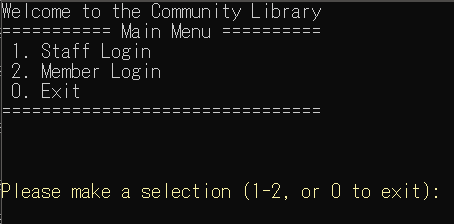 Welcome to the Community Library
=========== Main Menu ==========
1. Staff Login
2. Member Login
0. Exit
================================
Please make a selection (1-2, or 0 to exit):